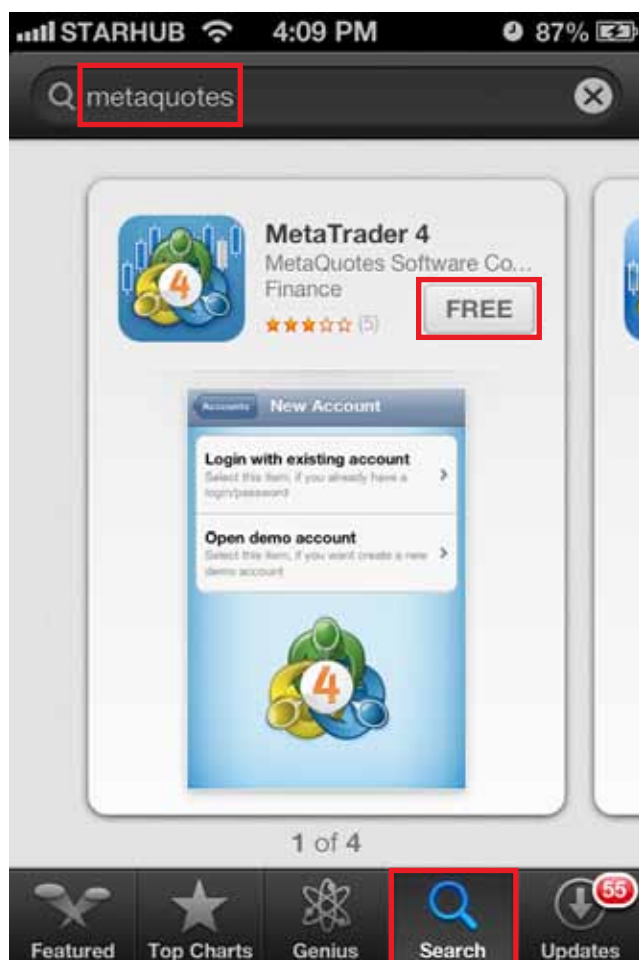 STARHUB 4:09 PM 87%
metaquotes
MetaTrader 4
MetaQuotes Software Co...
Finance
(5)
FREE
4
Accounts New Account
Login with existing account
Select this item, if you already have a
login/password
Open demo account
Select this item, if you want create a new
demo account
4
1 of 4
55
Featured Top Charts Genius Search Updates